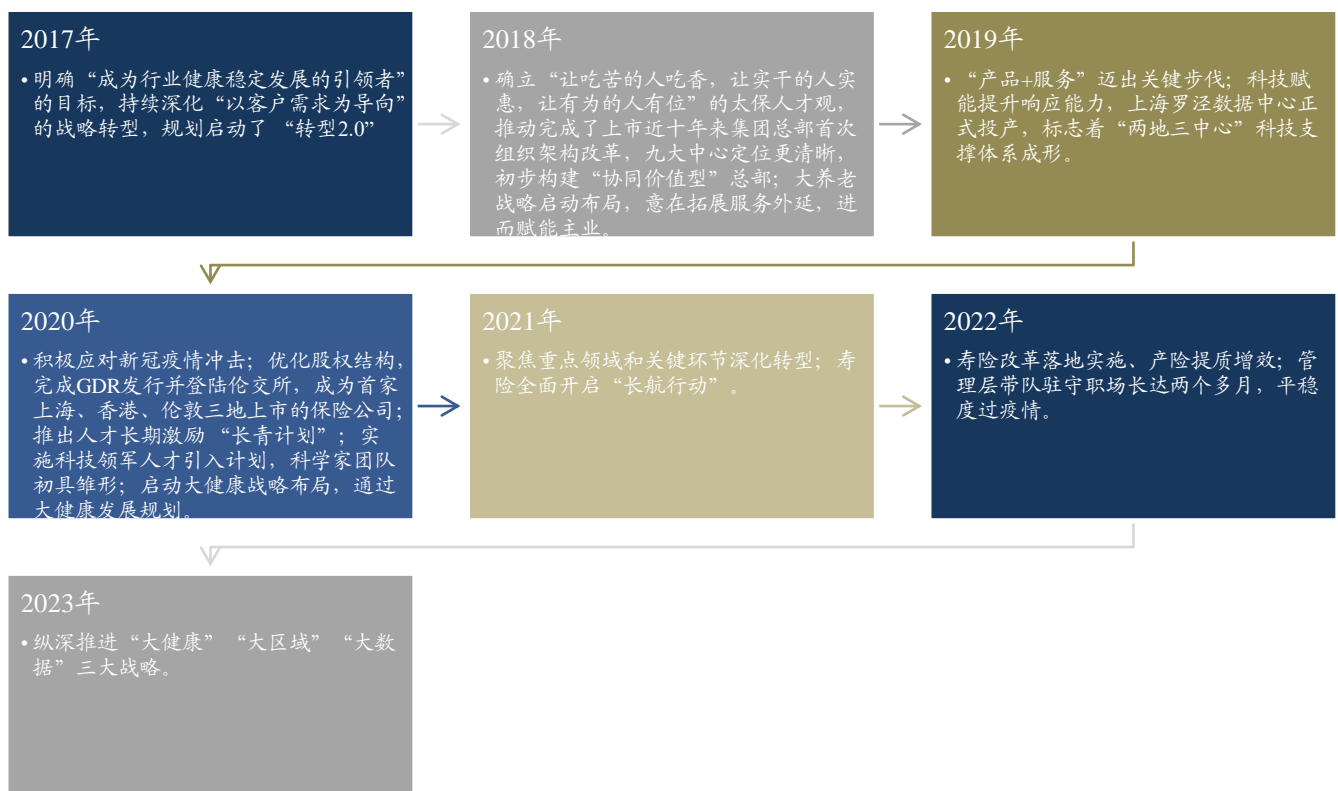 2017年
•明确“成为行业健康稳定发展的引领者”
的目标，持续深化“以客户需求为导向”
的战略转型，规划启动了 “转型2.0”
2018年
•确立“让吃苦的人吃香，让实干的人实
惠，让有为的人有位”的太保人才观，
推动完成了上市近十年来集团总部首次
组织架构改革，九大中心定位更清晰，
初步构建“协同价值型”总部；大养老
战略启动布局，意在拓展服务外延，进
而赋能主业。
2019年
•“产品+服务”迈出关键步伐；科技赋
能提升响应能力，上海罗泾数据中心正
式投产，标志着“两地三中心”科技支
撑体系成形。
2020年
•积极应对新冠疫情冲击；优化股权结构，
完成GDR发行并登陆伦交所，成为首家
上海、香港、伦敦三地上市的保险公司；
推出人才长期激励 “长青计划”；实
施科技领军人才引入计划，科学家团队
初具雏形；启动大健康战略布局，通过
大健康发展规划。
2021年
•聚焦重点领域和关键环节深化转型；寿
险全面开启“长航行动”。
2022年
•寿险改革落地实施、产险提质增效；管
理层带队驻守职场长达两个多月，平稳
度过疫情。
2023年
•纵深推进“大健康”“大区域”“大数
据”三大战略。